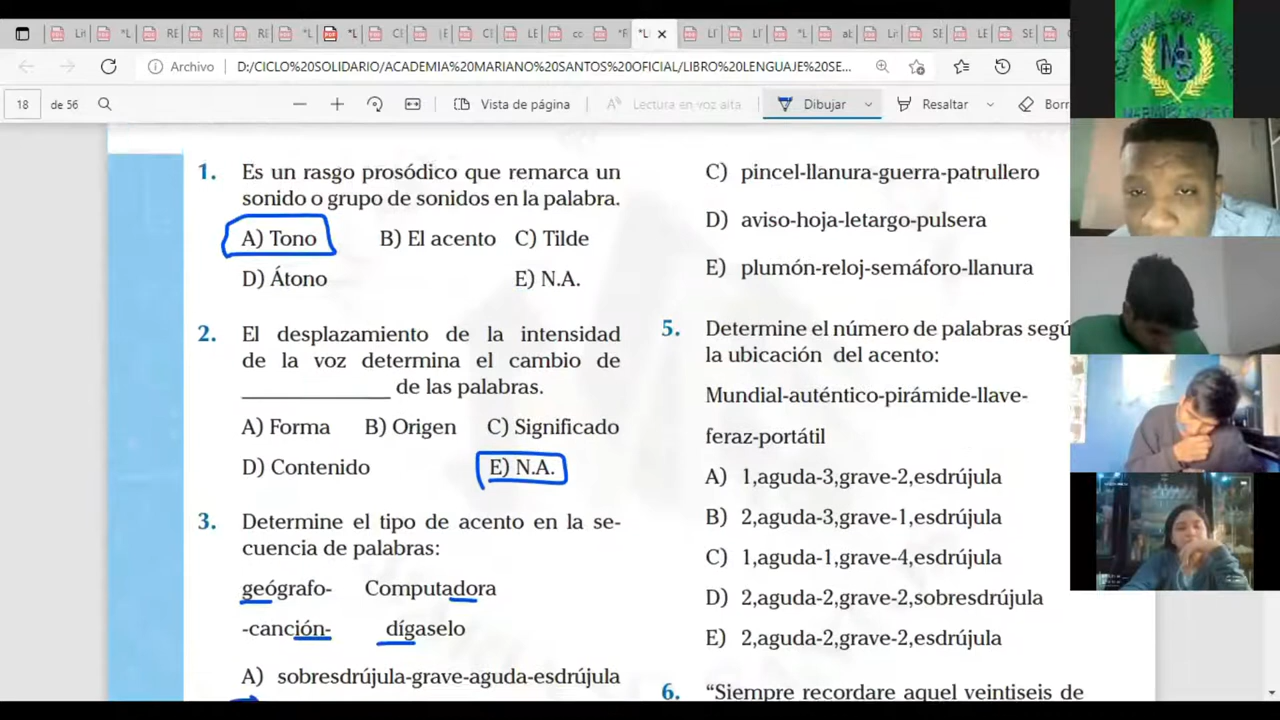 Archivo
D:/CICLO%20SOLIDARIO/ACADEMIA%20MARIANO%20SANTOS%20OFICIAL/LIBRO%20LENGUAJE%20SE...
18
de 56
Vista de página
Lectura en voz alta
Dibujar
Resaltar
Borr
1. Es un rasgo prosódico que remarca un
sonido o grupo de sonidos en la palabra.
A) Tono B) El acento C) Tilde
D) Átono E) N.A.
2. El desplazamiento de la intensidad
de la voz determina el cambio de
_______________ de las palabras.
A) Forma B) Origen C) Significado
D) Contenido E) N.A.
3. Determine el tipo de acento en la se-
cuencia de palabras:
geógrafo- Computadora
-canción- dígaselo
A) sobresdrújula-grave-aguda-esdrújula
C) pincel-llanura-guerra-patrullero
D) aviso-hoja-letargo-pulsera
E) plumón-reloj-semáforo-llanura
5. Determine el número de palabras segú
la ubicación del acento:
Mundial-auténtico-pirámide-llave-
feraz-portátil
A) 1,aguda-3,grave-2,esdrújula
B) 2,aguda-3,grave-1,esdrújula
C) 1,aguda-1,grave-4,esdrújula
D) 2,aguda-2,grave-2,sobresdrújula
E) 2,aguda-2,grave-2,esdrújula
6. “Siempre recordare aquel veintiseis de